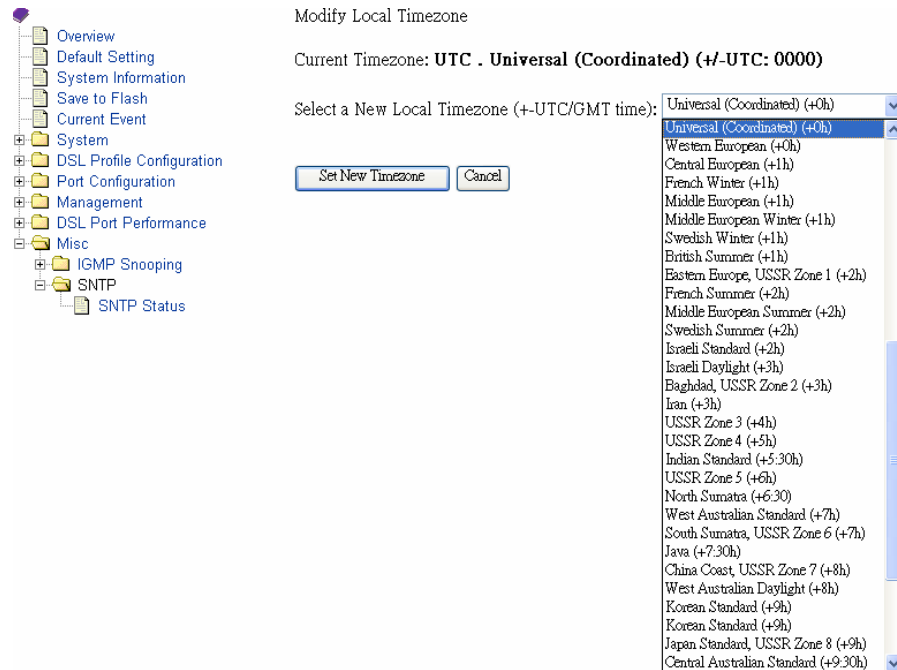 Overview
Default Setting
System Information
Save to Flash
Current Event
System
DSL Profile Configuration
Port Configuration
Management
DSL Port Performance
Misc
IGMP Snooping
SNTP
SNTP Status
Modify Local Timezone
Current Timezone: UTC . Universal (Coordinated) (+/-UTC: 0000)
Select a New Local Timezone (+-UTC/GMT time): Universal (Coordinated) (+0h)
Universal (Coordinated) (+0h)
Western European (+0h)
Central European (+1h)
French Winter (+1h)
Middle European (+1h)
Middle European Winter (+1h)
Swedish Winter (+1h)
British Summer (+1h)
Eastern Europe, USSR Zone 1 (+2h)
French Summer (+2h)
Middle European Summer (+2h)
Swedish Summer (+2h)
Israeli Standard (+2h)
Israeli Daylight (+3h)
Baghdad, USSR Zone 2 (+3h)
Iran (+3h)
USSR Zone 3 (+4h)
USSR Zone 4 (+5h)
Indian Standard (+5:30h)
USSR Zone 5 (+6h)
North Sumatra (+6:30)
West Australian Standard (+7h)
South Sumatra, USSR Zone 6 (+7h)
Java (+7:30h)
China Coast, USSR Zone 7 (+8h)
West Australian Daylight (+8h)
Korean Standard (+9h)
Korean Standard (+9h)
Japan Standard, USSR Zone 8 (+9h)
Central Australian Standard (+9:30h)
Set New Timezone
Cancel